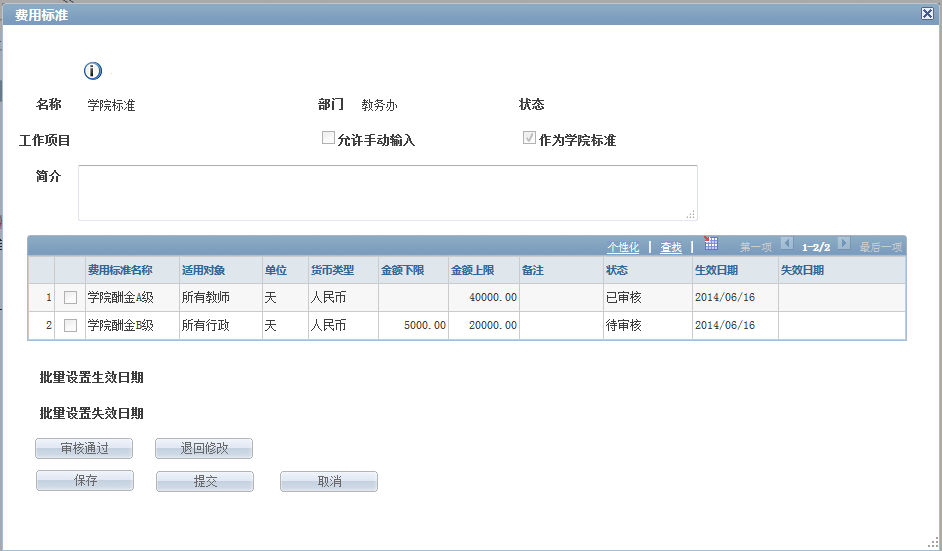 费用标准
名称 学院标准 部门 教务办 状态
工作项目 允许手动输入 作为学院标准
简介
个性化 | 查找 | 第一项 1-2/2 最后一项
费用标准名称 适用对象 单位 货币类型 金额下限 金额上限 备注 状态 生效日期 失效日期
1 学院酬金A级 所有教师 天 人民币 40000.00 已审核 2014/06/16
2 学院酬金B级 所有行政 天 人民币 5000.00 20000.00 待审核 2014/06/16
批量设置生效日期
批量设置失效日期
审核通过 退回修改
保存 提交 取消